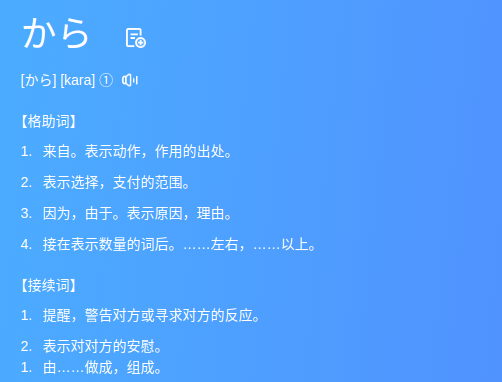 から
[から] [kara] ①
【格助词】
1. 来自。表示动作，作用的出处。
2. 表示选择，支付的范围。
3. 因为，由于。表示原因，理由。
4. 接在表示数量的词后。……左右，……以上。
【接续词】
1. 提醒，警告对方或寻求对方的反应。
2. 表示对对方的安慰。
1. 由……做成，组成。